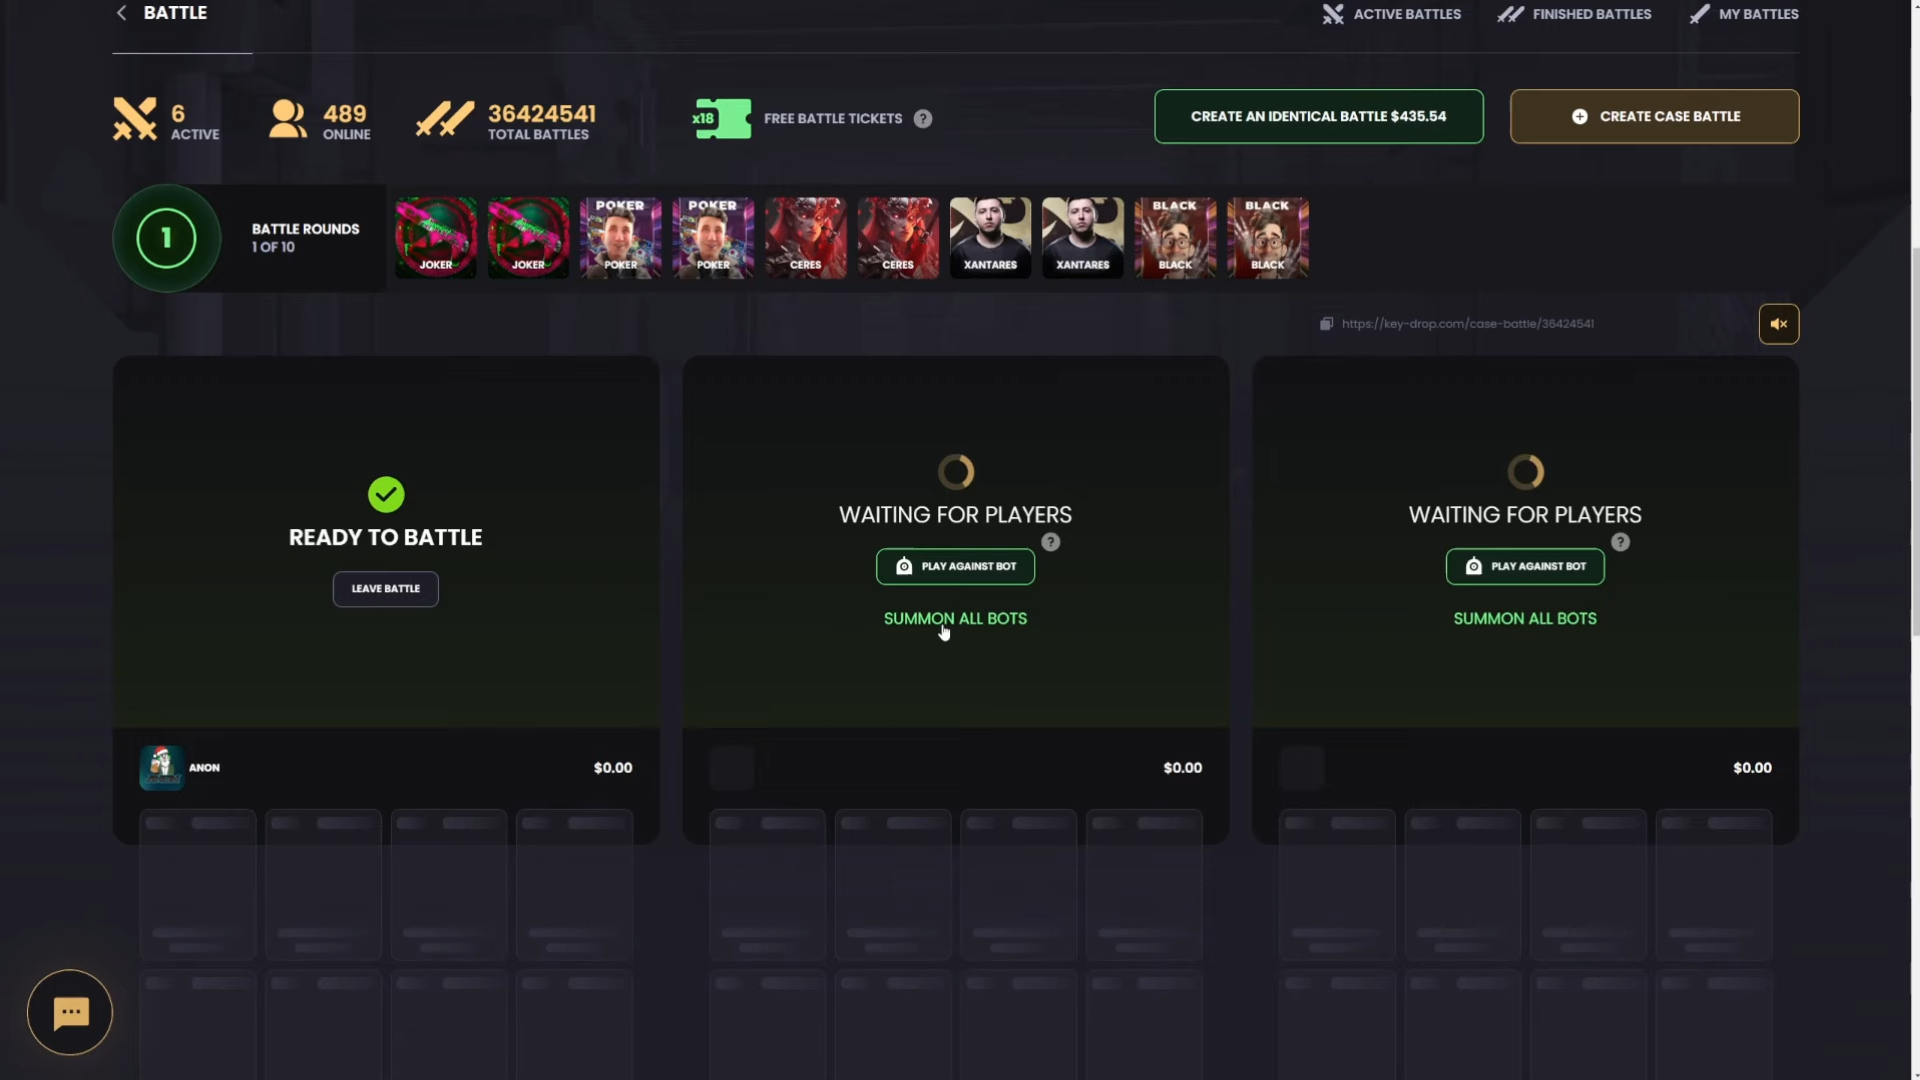 BATTLE
ACTIVE BATTLES
FINISHED BATTLES
MY BATTLES
6
ACTIVE
489
ONLINE
36424541
TOTAL BATTLES
x18
FREE BATTLE TICKETS ?
CREATE AN IDENTICAL BATTLE $435.54
CREATE CASE BATTLE
1
BATTLE ROUNDS
1 OF 10
JOKER
JOKER
POKER
POKER
POKER
POKER
CERES
CERES
XANTARES
XANTARES
BLACK
BLACK
BLACK
BLACK
https://key-drop.com/case-battle/36424541
READY TO BATTLE
LEAVE BATTLE
WAITING FOR PLAYERS
?
PLAY AGAINST BOT
SUMMON ALL BOTS
WAITING FOR PLAYERS
?
PLAY AGAINST BOT
SUMMON ALL BOTS
ANON
$0.00
$0.00
$0.00